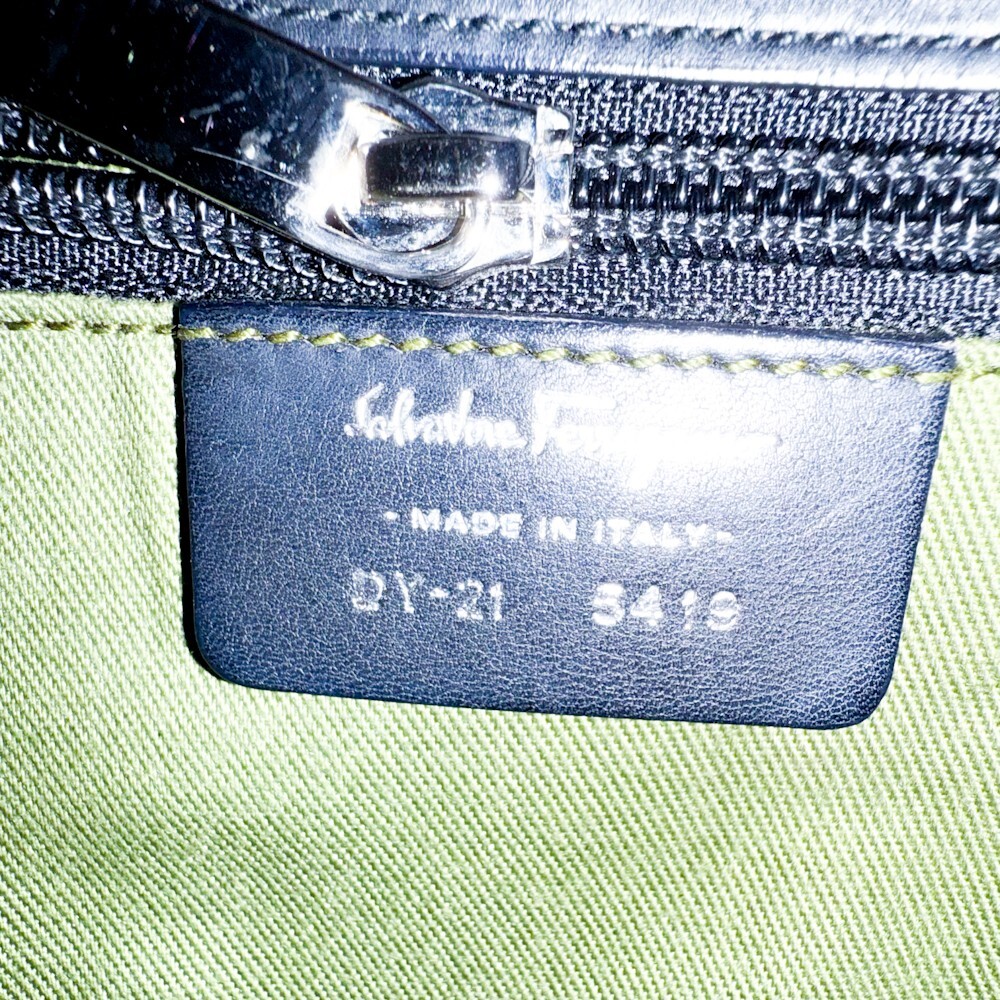 Salvatore Ferragamo
- MADE IN ITALY -
DY-21 5419